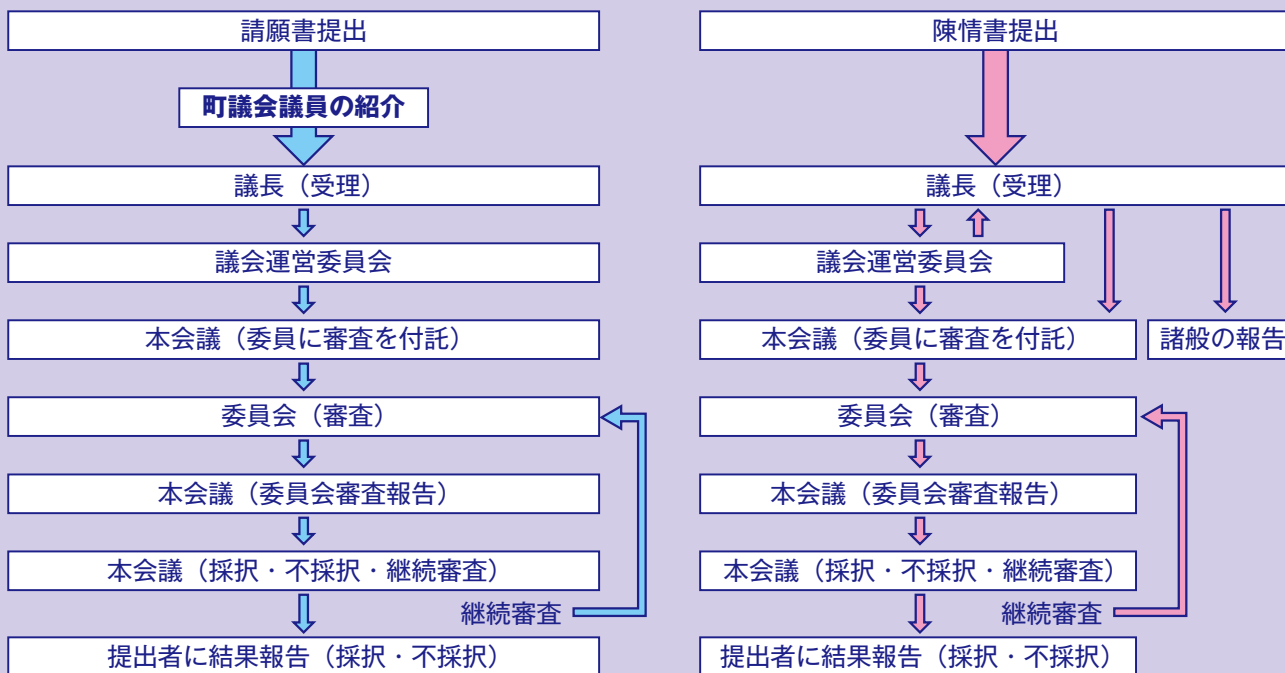 請願書提出
町議会議員の紹介
議長（受理）
議会運営委員会
本会議（委員に審査を付託）
委員会（審査）
本会議（委員会審査報告）
本会議（採択・不採択・継続審査）
継続審査
提出者に結果報告（採択・不採択）
陳情書提出
議長（受理）
議会運営委員会
本会議（委員に審査を付託）
諸般の報告
委員会（審査）
本会議（委員会審査報告）
本会議（採択・不採択・継続審査）
継続審査
提出者に結果報告（採択・不採択）